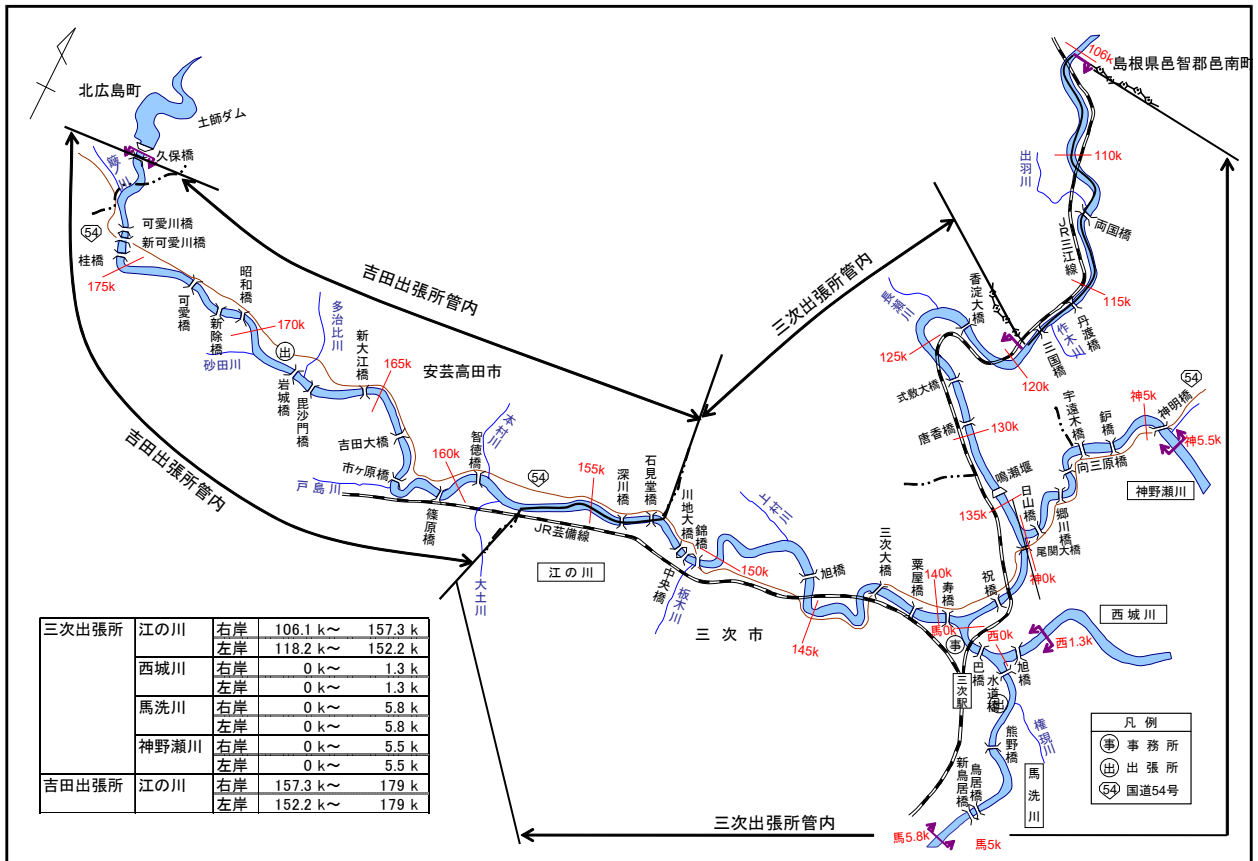 北広島町
土師ダム
久保橋
簸ノ川
可愛川橋
新可愛川橋
54
桂橋
175k
可愛橋
昭和橋
新除橋
170k
砂田川
出
多治比川
岩城橋
毘沙門橋
新大江橋
165k
安芸高田市
吉田大橋
市ヶ原橋
戸島川
篠原橋
160k
智徳橋
本村川
54
155k
深川橋
石見堂橋
JR芸備線
大土川
江の川
川地大橋
錦橋
中央橋
板木川
150k
上村川
旭橋
145k
三次市
三次大橋
粟屋橋
140k
寿橋
祝橋
馬0k
西0k
事
巴橋
三次駅
水道橋
旭橋
西1.3k
西城川
出
権現川
熊野橋
鳥居橋
新鳥居橋
馬洗川
馬5.8k
馬5k
106k
島根県邑智郡邑南町
110k
出羽川
両国橋
JR三江線
115k
丹渡橋
作木川
三国橋
120k
香淀大橋
長瀬川
125k
式敷大橋
唐香橋
130k
鳴瀬堰
135k
日山橋
尾関大橋
神0k
郷川橋
向三原橋
宇遠木橋
鈩橋
神5k
神明橋
54
神5.5k
神野瀬川
吉田出張所管内
吉田出張所管内
三次出張所管内
三次出張所管内
三次出張所 江の川 右岸 106.1 k～ 157.3 k
左岸 118.2 k～ 152.2 k
西城川 右岸 0 k～ 1.3 k
左岸 0 k～ 1.3 k
馬洗川 右岸 0 k～ 5.8 k
左岸 0 k～ 5.8 k
神野瀬川 右岸 0 k～ 5.5 k
左岸 0 k～ 5.5 k
吉田出張所 江の川 右岸 157.3 k～ 179 k
左岸 152.2 k～ 179 k
凡例
事 事務所
出 出張所
54 国道54号